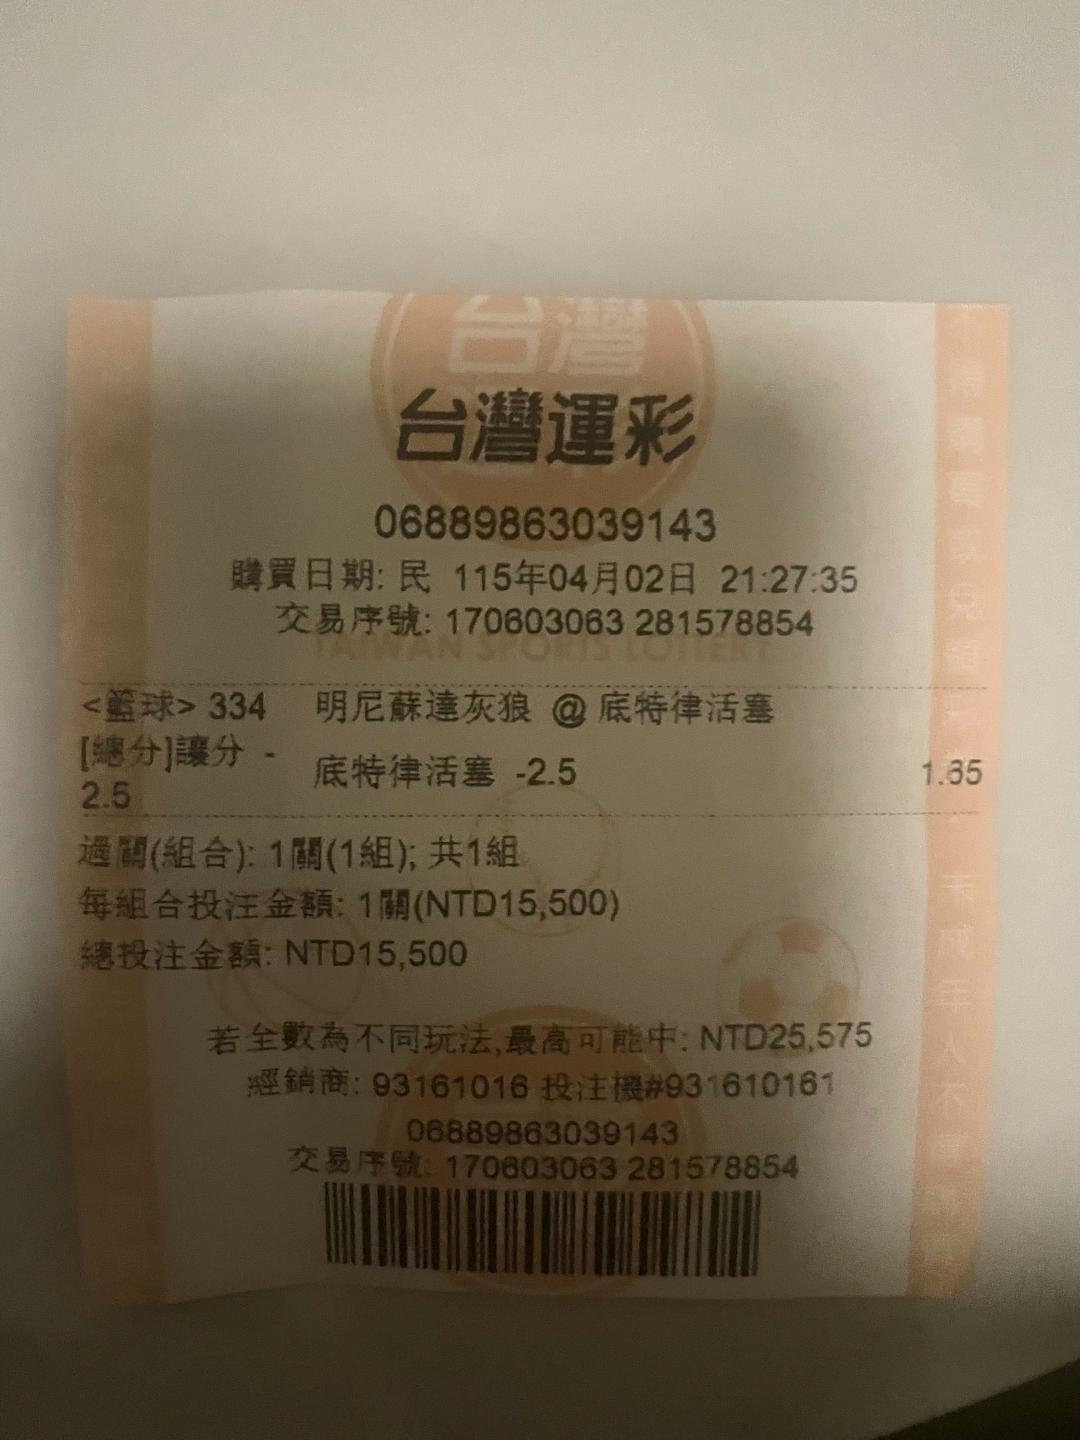 台灣
台灣運彩
06889863039143
購買日期: 民 115年04月02日 21:27:35
交易序號: 170603063 281578854
TAIWAN SPORTS LOTTERY
<籃球> 334 明尼蘇達灰狼 @ 底特律活塞
[總分]讓分 -2.5 底特律活塞 -2.5 1.65
過關(組合): 1關(1組); 共1組
每組合投注金額: 1關(NTD15,500)
總投注金額: NTD15,500
若全數為不同玩法,最高可能中: NTD25,575
經銷商: 93161016 投注機#931610161
06889863039143
交易序號: 170603063 281578854
未成年人不